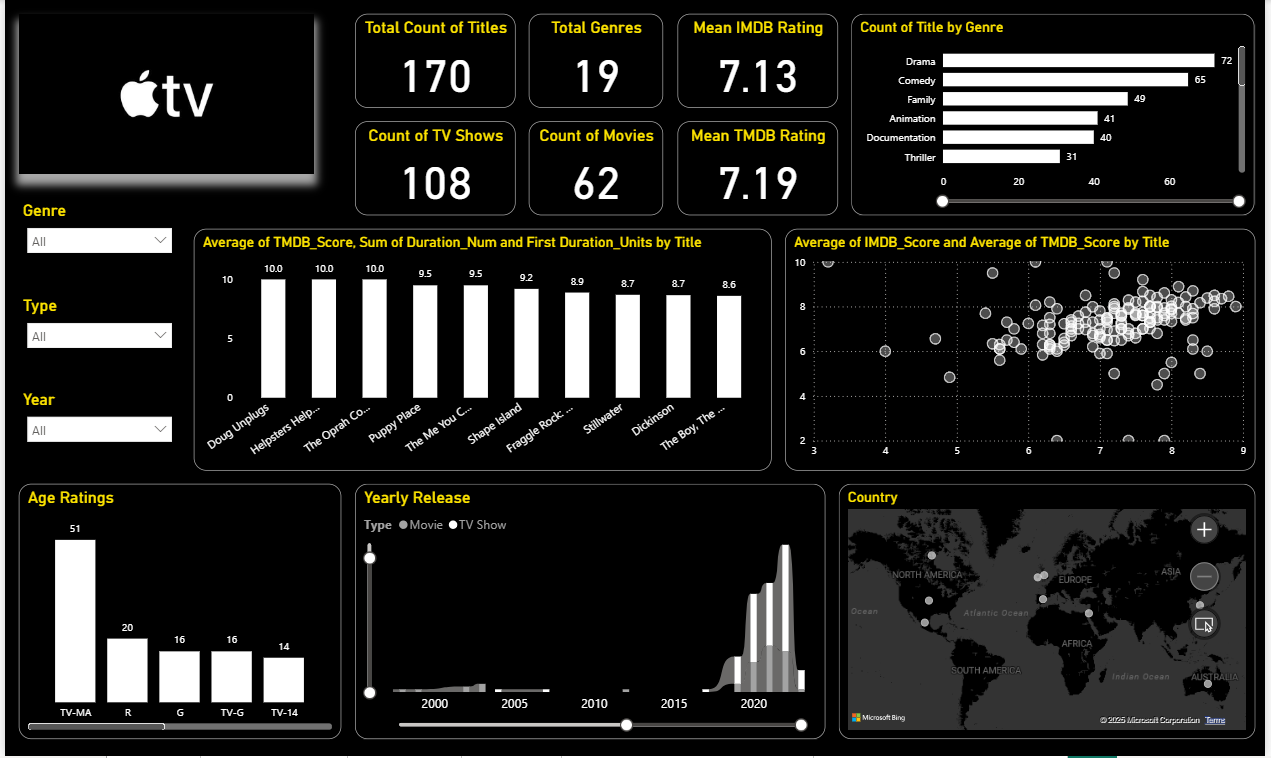 tv
Total Count of Titles
170
Total Genres
19
Mean IMDB Rating
7.13
Count of TV Shows
108
Count of Movies
62
Mean TMDB Rating
7.19
Count of Title by Genre
Drama 72
Comedy 65
Family 49
Animation 41
Documentation 40
Thriller 31
0 20 40 60
Genre
All
Type
All
Year
All
Average of TMDB_Score, Sum of Duration_Num and First Duration_Units by Title
10.0 10.0 10.0 9.5 9.5 9.2 8.9 8.7 8.7 8.6
10
5
0
Doug Unplugs
Helpsters Help...
The Oprah Co...
Puppy Place
The Me You C...
Shape Island
Fraggle Rock: ...
Stillwater
Dickinson
The Boy, The ...
Average of IMDB_Score and Average of TMDB_Score by Title
10
8
6
4
2
3 4 5 6 7 8 9
Age Ratings
51 20 16 16 14
TV-MA R G TV-G TV-14
Yearly Release
Type Movie TV Show
2000 2005 2010 2015 2020
Country
NORTH AMERICA
EUROPE
ASIA
Ocean
Atlantic Ocean
AFRICA
SOUTH AMERICA
Indian Ocean
AUSTRALIA
Microsoft Bing
© 2025 Microsoft Corporation Terms